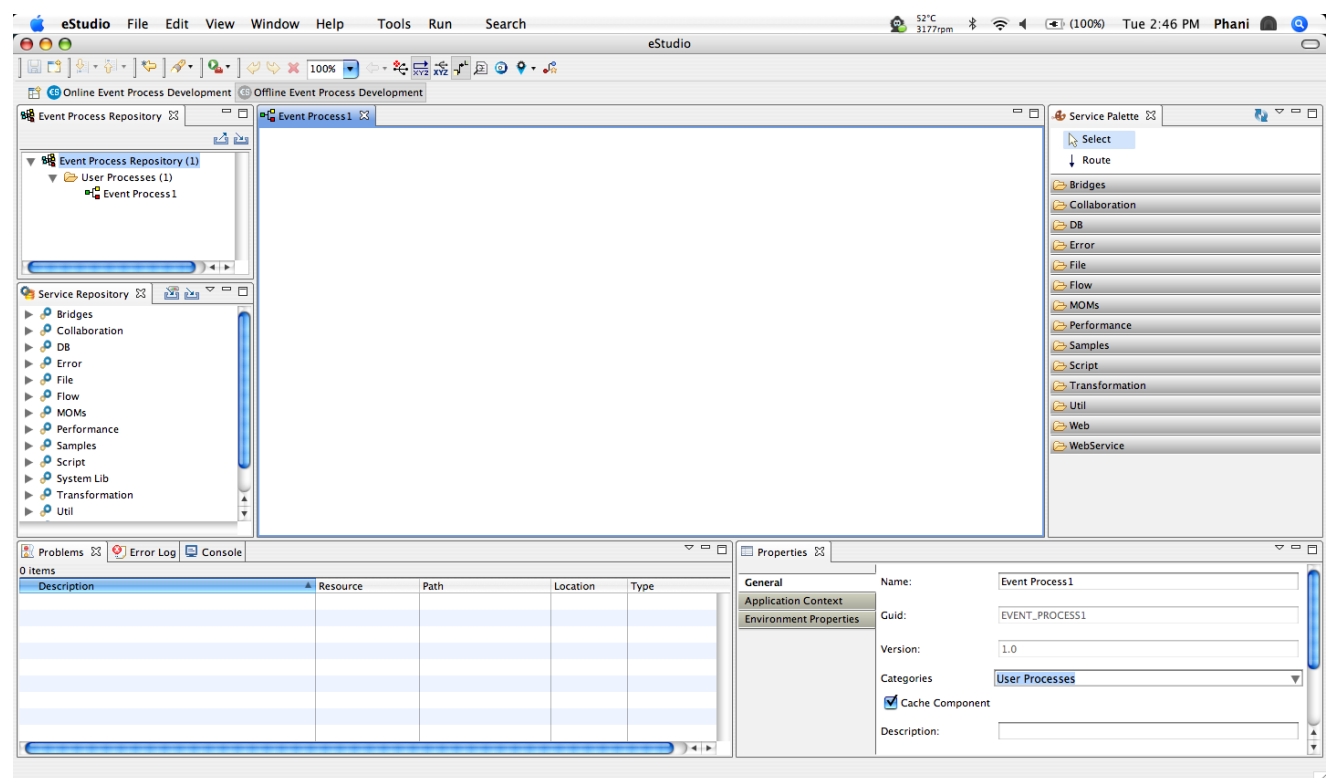 eStudio File Edit View Window Help Tools Run Search 52°C 3177rpm (100%) Tue 2:46 PM Phani
eStudio
100% XYZ XYZ
Online Event Process Development Offline Event Process Development
Event Process Repository
Event Process Repository (1)
User Processes (1)
Event Process1
Service Repository
Bridges
Collaboration
DB
Error
File
Flow
MOMs
Performance
Samples
Script
System Lib
Transformation
Util
Event Process1
Service Palette
Select
Route
Bridges
Collaboration
DB
Error
File
Flow
MOMs
Performance
Samples
Script
Transformation
Util
Web
WebService
Problems Error Log Console
0 items
Description Resource Path Location Type
Properties
General
Application Context
Environment Properties
Name: Event Process1
Guid: EVENT_PROCESS1
Version: 1.0
Categories User Processes
Cache Component
Description: